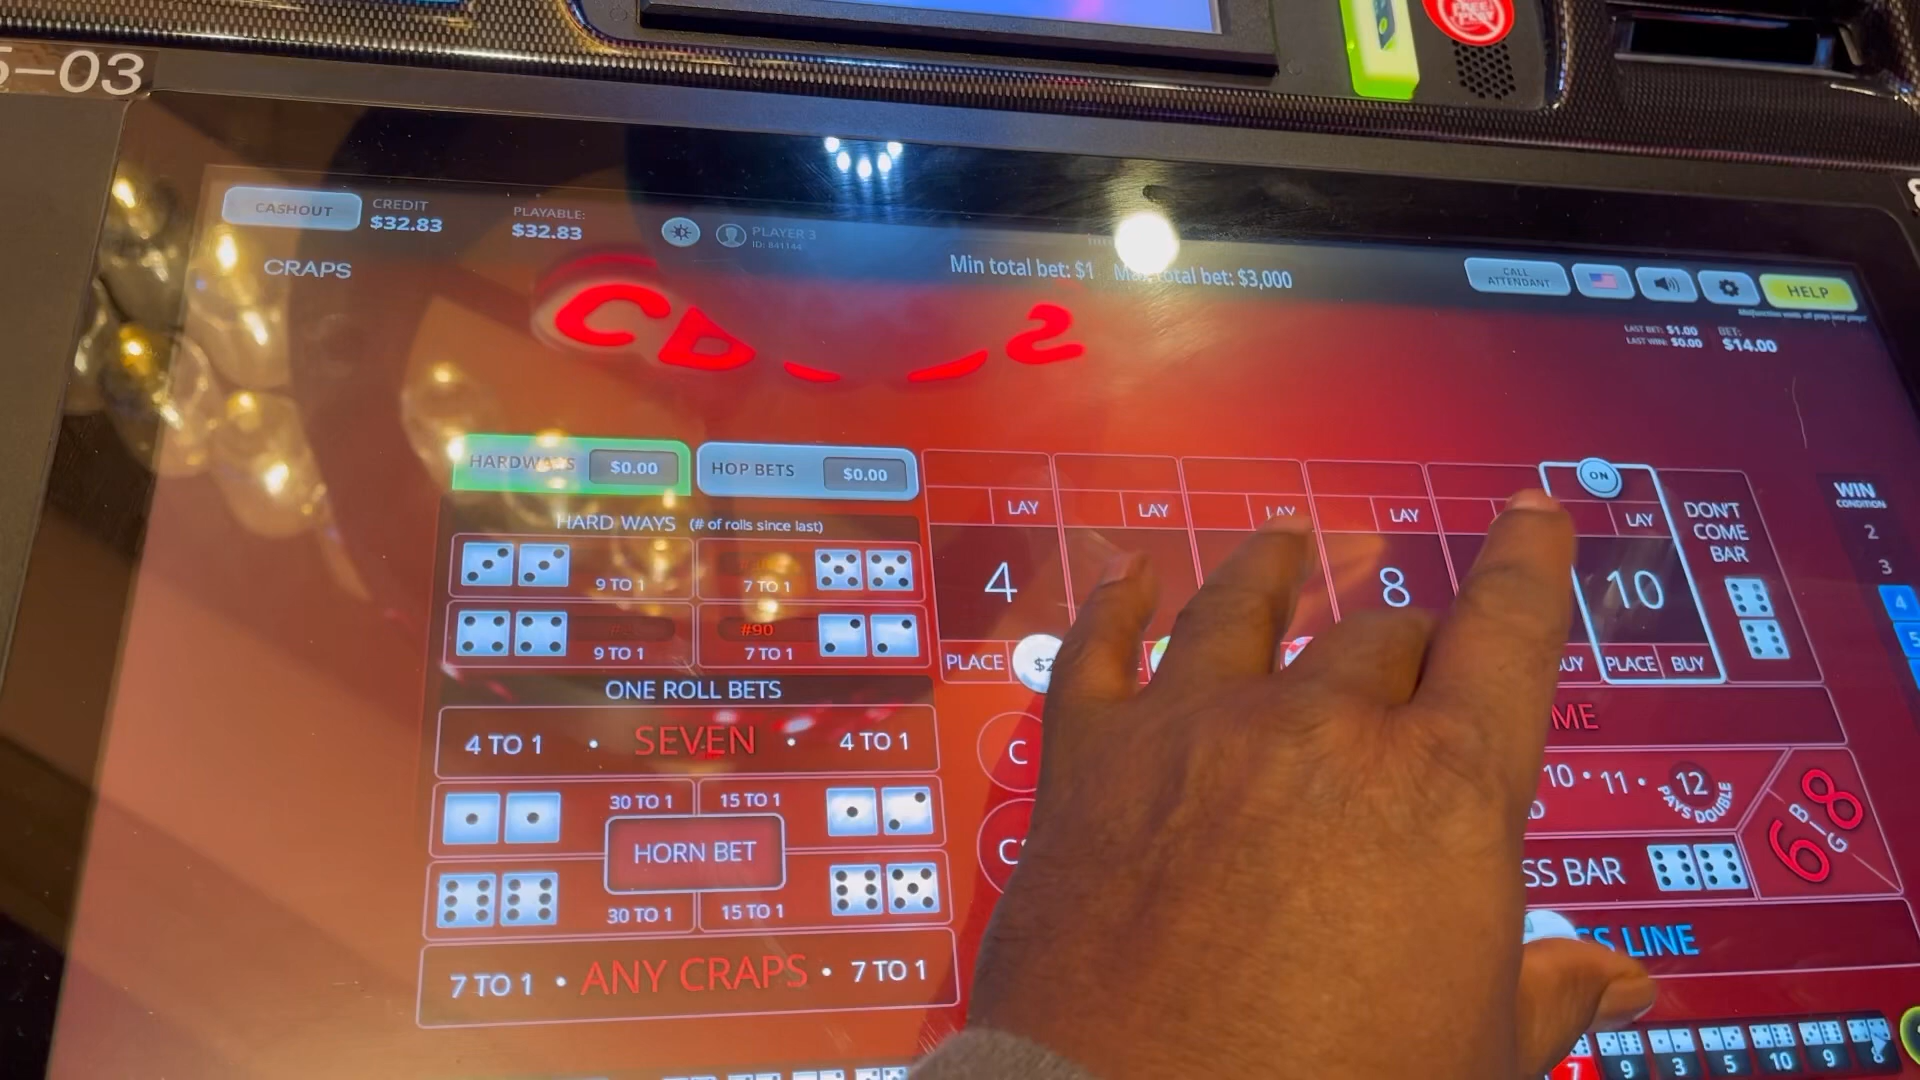 5-03
FREE PLAY
CASHOUT
CREDIT
$32.83
PLAYABLE:
$32.83
PLAYER 3
ID: 841144
CRAPS
Min total bet: $1
total bet: $3,000
CALL ATTENDANT
HELP
LAST BET: $1.00
LAST WIN: $0.00
BET:
$14.00
HARDWAYS $0.00
HOP BETS $0.00
HARD WAYS (# of rolls since last)
9 TO 1
7 TO 1
9 TO 1
#90
7 TO 1
ONE ROLL BETS
4 TO 1 • SEVEN • 4 TO 1
30 TO 1
15 TO 1
HORN BET
30 TO 1
15 TO 1
7 TO 1 • ANY CRAPS • 7 TO 1
LAY
LAY
LAY
LAY
LAY
ON
4
8
10
PLACE
PLACE
BUY
DON'T
COME
BAR
C
10 • 11 • 12
PAYS DOUBLE
BAR
BIG
6
8
LINE
WIN
CONDITION
2
3
4
5
7
9
3
5
10
9